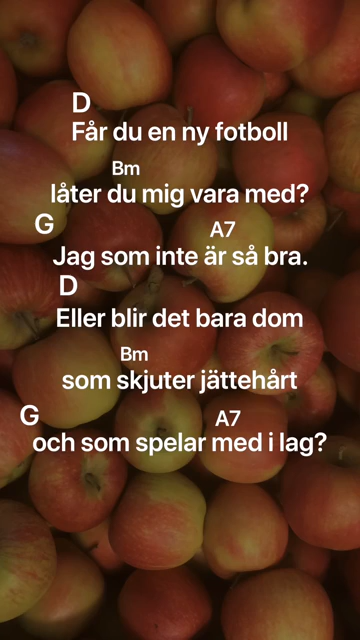 D
Får du en ny fotboll
Bm
låter du mig vara med?
G A7
Jag som inte är så bra.
D
Eller blir det bara dom
Bm
som skjuter jättehårt
G A7
och som spelar med i lag?